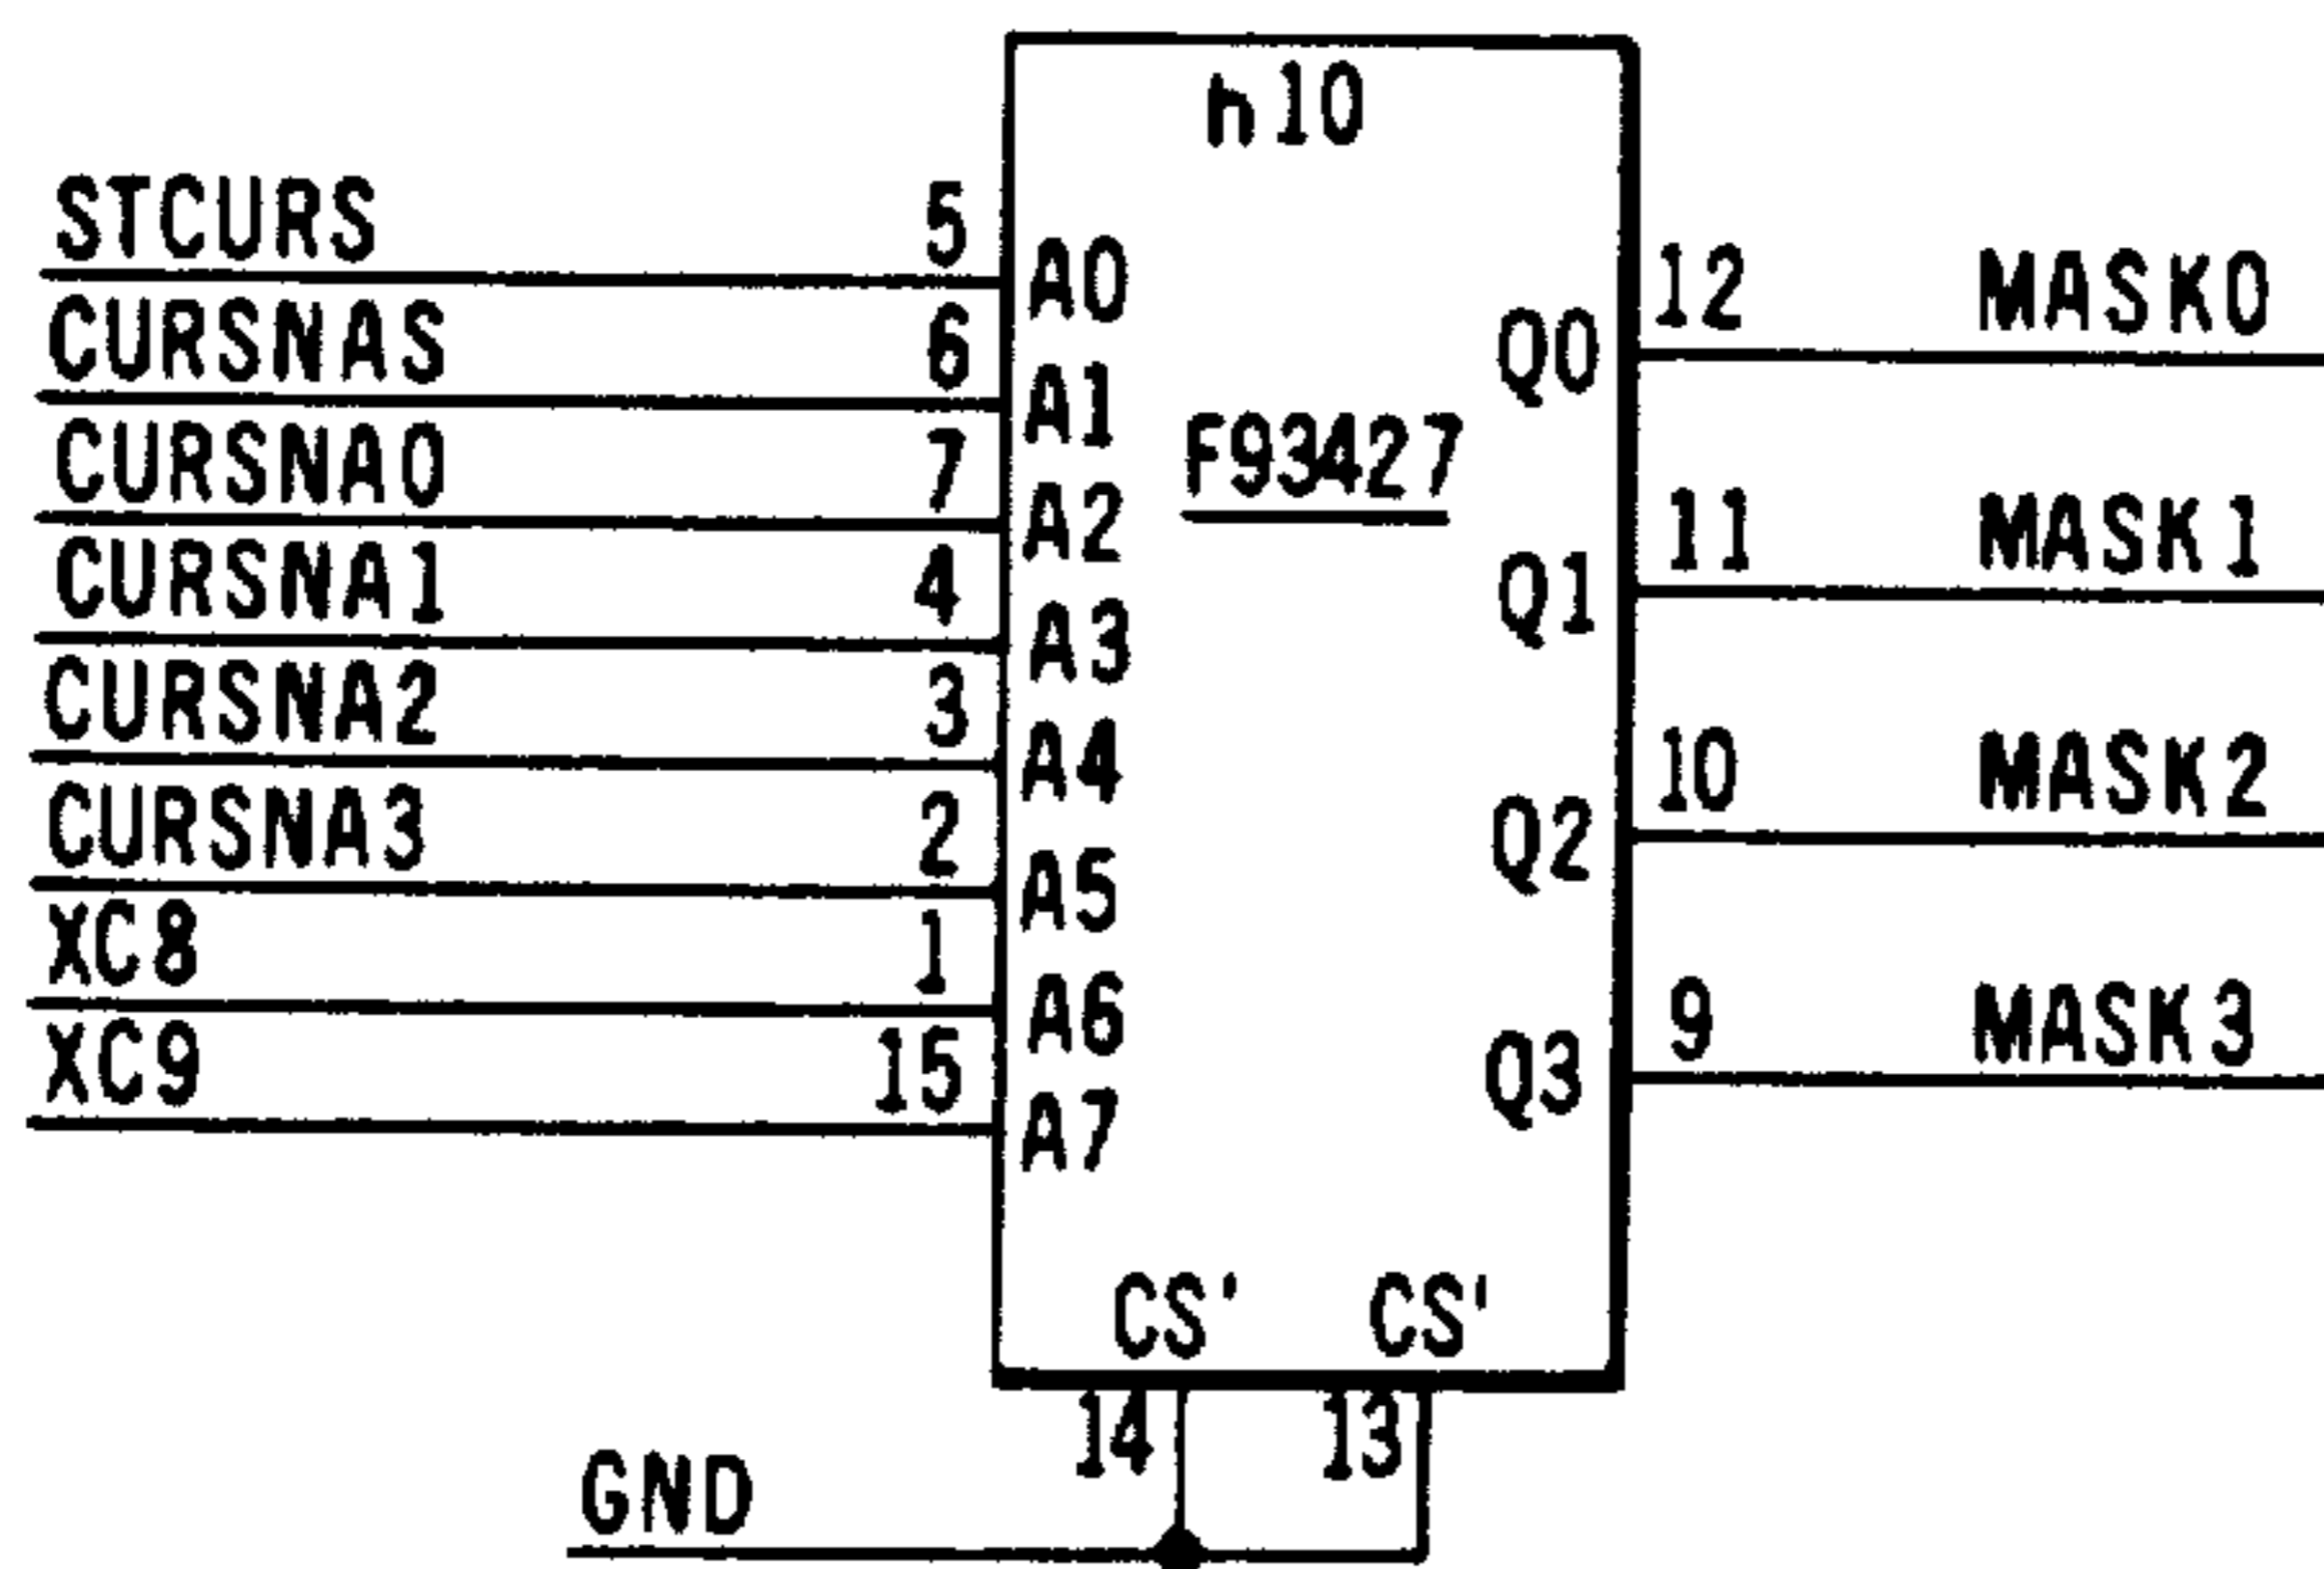 h10
STCURS 5 A0
12 MASK0
CURSNAS 6 A1 Q0
CURSNA0 7 A2 F93427
11 MASK1
CURSNA1 4 A3 Q1
CURSNA2 3 A4
10 MASK2
CURSNA3 2 A5 Q2
XC8 1 A6
9 MASK3
XC9 15 A7 Q3
CS' CS'
14 13
GND